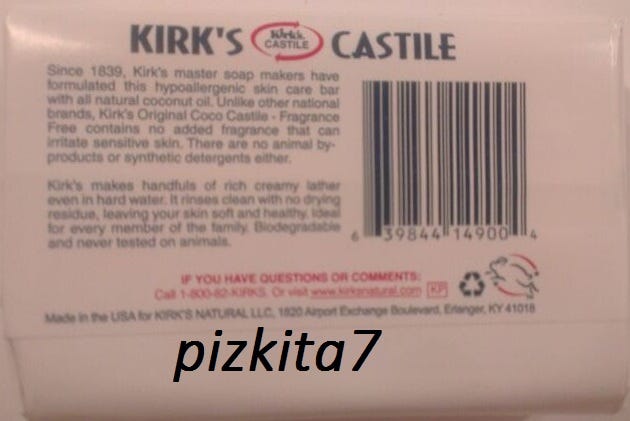 KIRK'S Kirk's CASTILE CASTILE
Since 1839, Kirk's master soap makers have
formulated this hypoallergenic skin care bar
with all natural coconut oil. Unlike other national
brands, Kirk's Original Coco Castile - Fragrance
Free contains no added fragrance that can
irritate sensitive skin. There are no animal by-
products or synthetic detergents either.
Kirk's makes handfuls of rich creamy lather
even in hard water. It rinses clean with no drying
residue, leaving your skin soft and healthy. Ideal
for every member of the family. Biodegradable
and never tested on animals.
6 39844 14900 4
IF YOU HAVE QUESTIONS OR COMMENTS:
Call 1-800-82-KIRKS. Or visit www.kirksnatural.com KP
Made in the USA for KIRK'S NATURAL LLC, 1820 Airport Exchange Boulevard, Erlanger, KY 41018
pizkita7